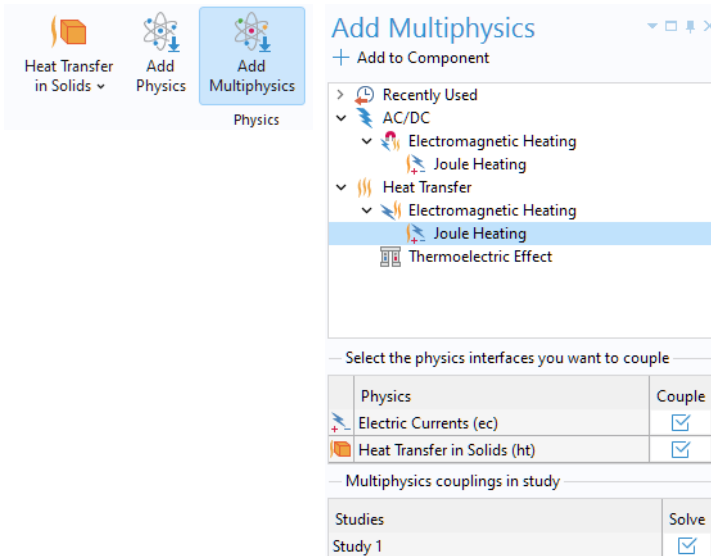 Heat Transfer
in Solids
Add
Physics
Add
Multiphysics
Physics
Add Multiphysics
Add to Component
Recently Used
AC/DC
Electromagnetic Heating
Joule Heating
Heat Transfer
Electromagnetic Heating
Joule Heating
Thermoelectric Effect
Select the physics interfaces you want to couple
Physics Couple
Electric Currents (ec)
Heat Transfer in Solids (ht)
Multiphysics couplings in study
Studies Solve
Study 1